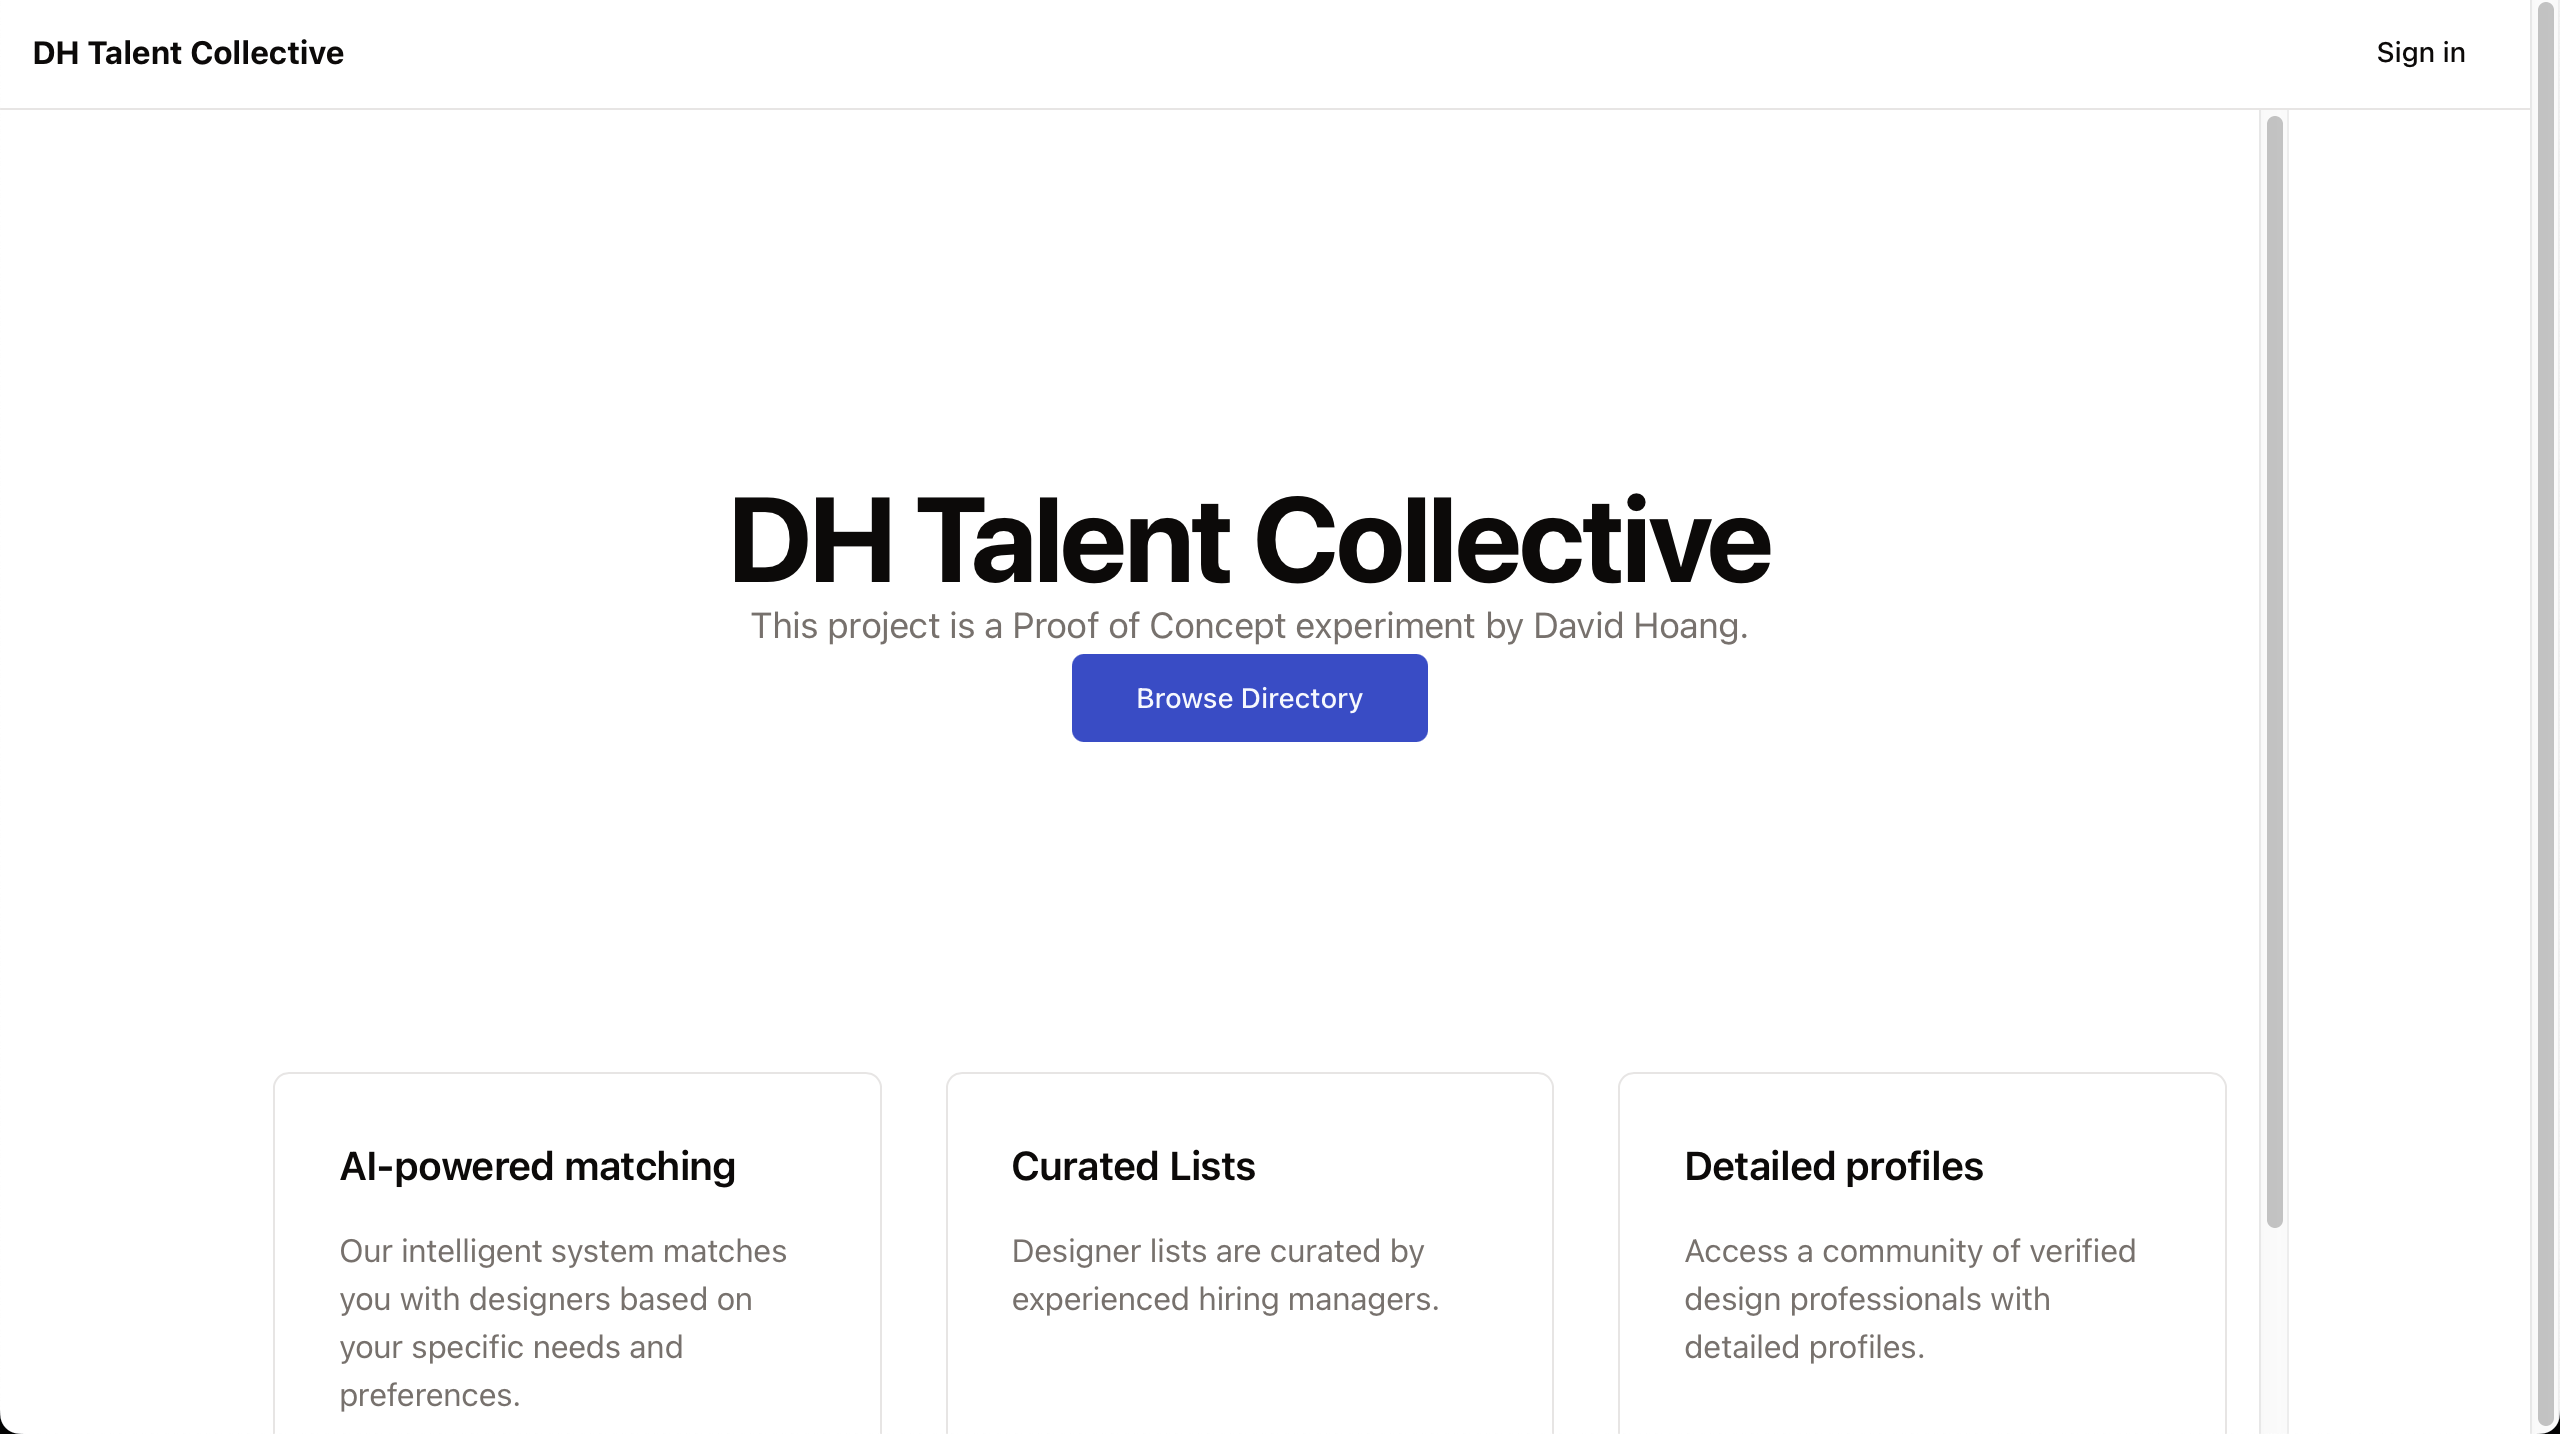 DH Talent Collective
Sign in
DH Talent Collective
This project is a Proof of Concept experiment by David Hoang.
Browse Directory
AI-powered matching
Our intelligent system matches
you with designers based on
your specific needs and
preferences.
Curated Lists
Designer lists are curated by
experienced hiring managers.
Detailed profiles
Access a community of verified
design professionals with
detailed profiles.